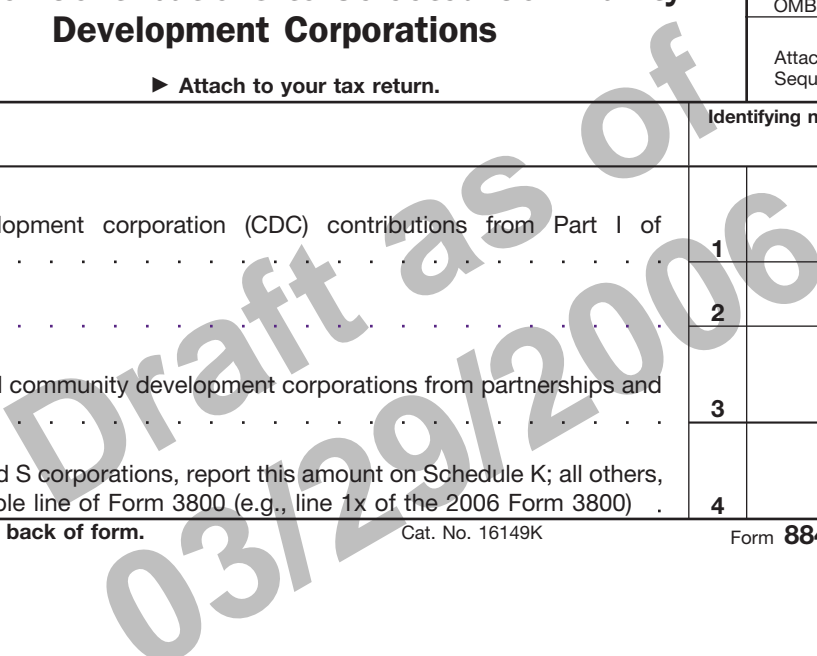 Development Corporations
► Attach to your tax return.
OMB
Attac
Sequ
Identifying n
lopment corporation (CDC) contributions from Part I of
1
2
community development corporations from partnerships and
3
d S corporations, report this amount on Schedule K; all others,
ble line of Form 3800 (e.g., line 1x of the 2006 Form 3800) .
4
back of form.
Cat. No. 16149K
Form 884
Draft as of
03/29/2006